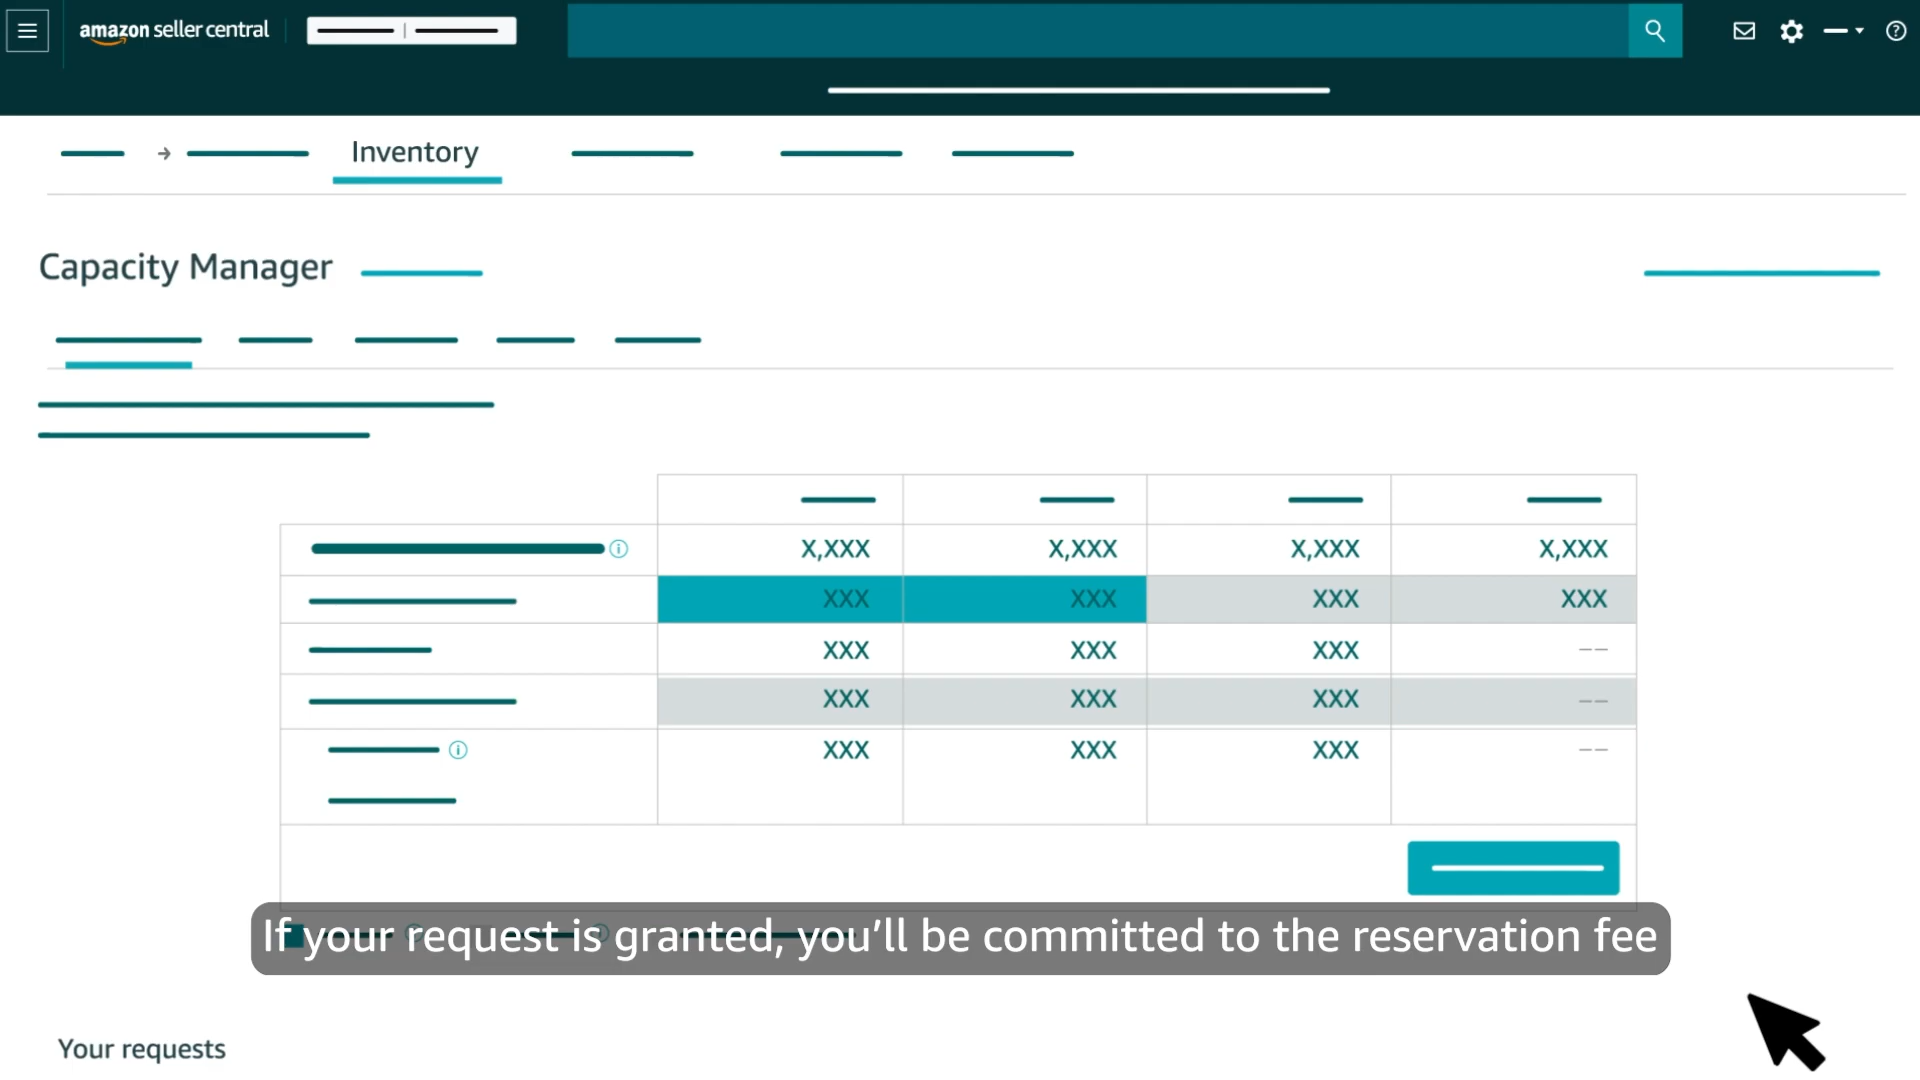 amazon seller central
Inventory
Capacity Manager
X,XXX X,XXX X,XXX X,XXX
XXX XXX XXX XXX
XXX XXX XXX --
XXX XXX XXX --
XXX XXX XXX --
If your request is granted, you’ll be committed to the reservation fee
Your requests